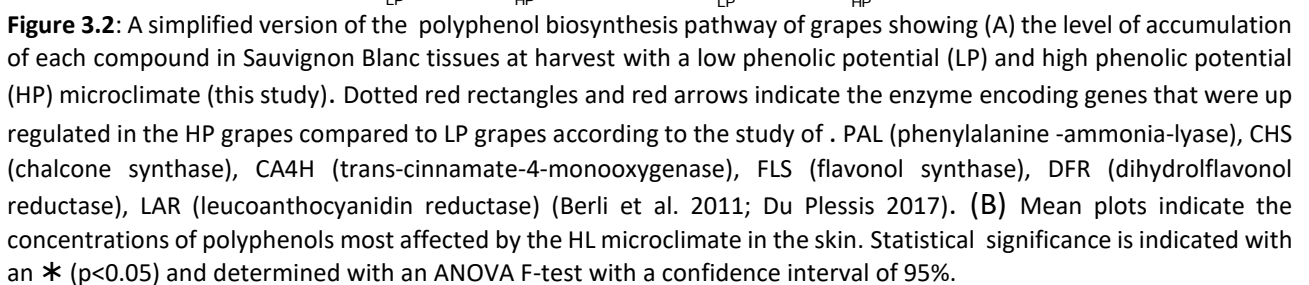 LP HP LP HP
Figure 3.2: A simplified version of the polyphenol biosynthesis pathway of grapes showing (A) the level of accumulation
of each compound in Sauvignon Blanc tissues at harvest with a low phenolic potential (LP) and high phenolic potential
(HP) microclimate (this study). Dotted red rectangles and red arrows indicate the enzyme encoding genes that were up
regulated in the HP grapes compared to LP grapes according to the study of . PAL (phenylalanine -ammonia-lyase), CHS
(chalcone synthase), CA4H (trans-cinnamate-4-monooxygenase), FLS (flavonol synthase), DFR (dihydrolflavonol
reductase), LAR (leucoanthocyanidin reductase) (Berli et al. 2011; Du Plessis 2017). (B) Mean plots indicate the
concentrations of polyphenols most affected by the HL microclimate in the skin. Statistical significance is indicated with
an * (p<0.05) and determined with an ANOVA F-test with a confidence interval of 95%.